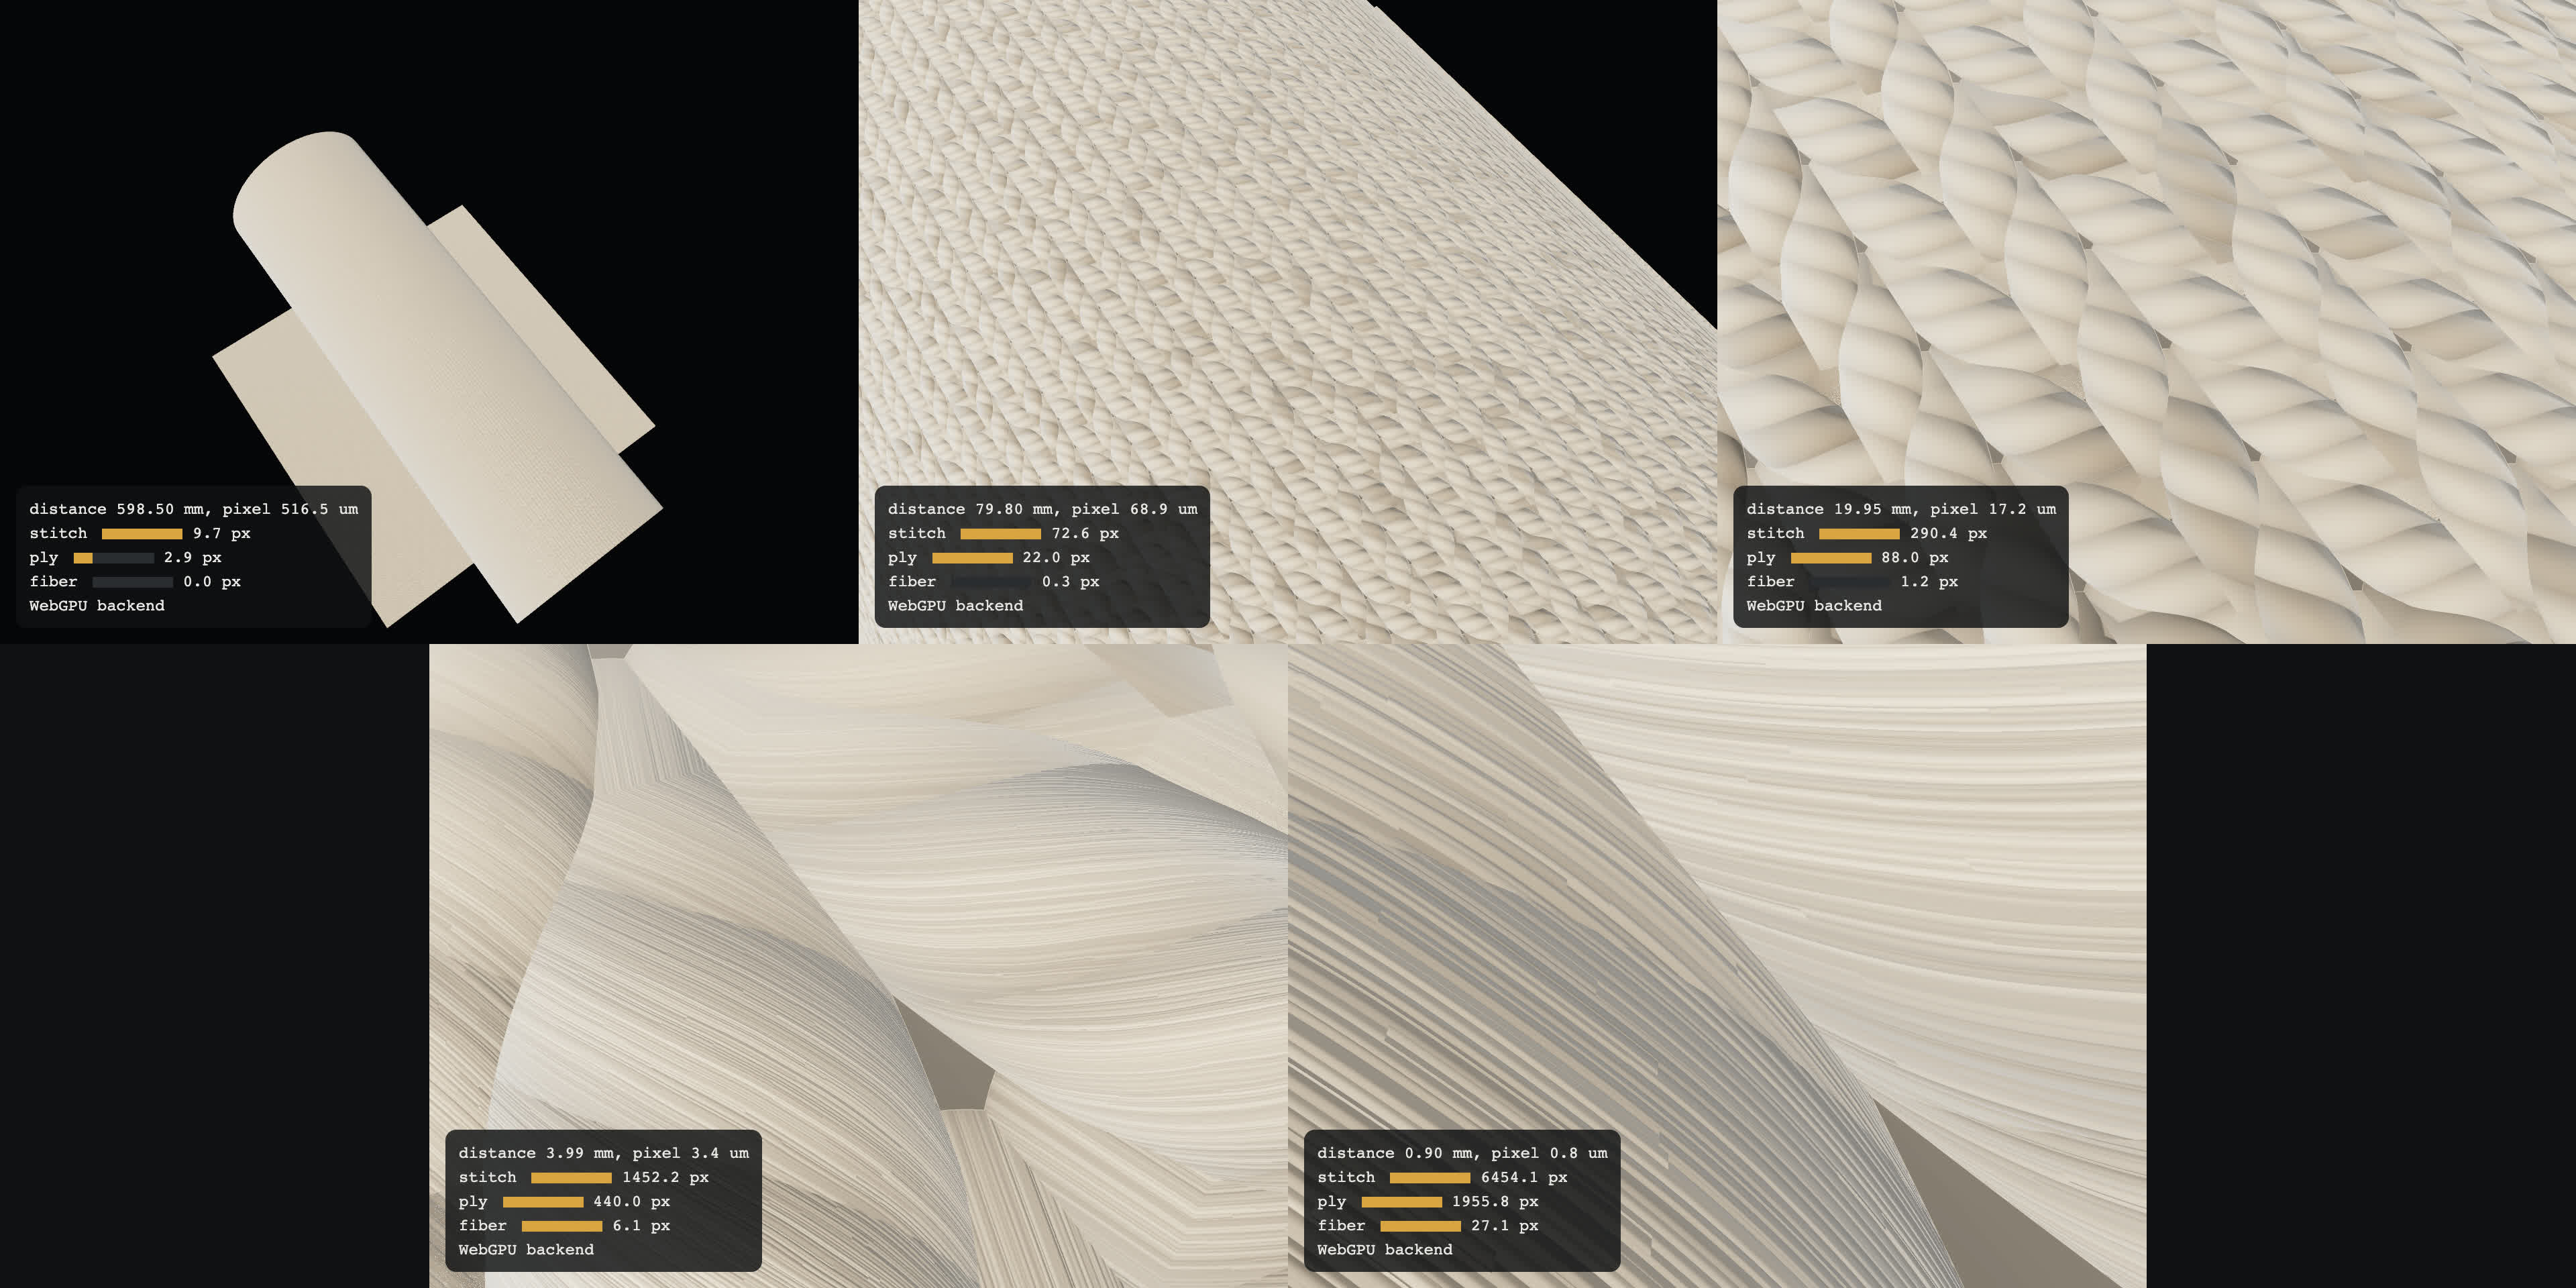 distance 598.50 mm, pixel 516.5 um
stitch 9.7 px
ply 2.9 px
fiber 0.0 px
WebGPU backend
distance 79.80 mm, pixel 68.9 um
stitch 72.6 px
ply 22.0 px
fiber 0.3 px
WebGPU backend
distance 19.95 mm, pixel 17.2 um
stitch 290.4 px
ply 88.0 px
fiber 1.2 px
WebGPU backend
distance 3.99 mm, pixel 3.4 um
stitch 1452.2 px
ply 440.0 px
fiber 6.1 px
WebGPU backend
distance 0.90 mm, pixel 0.8 um
stitch 6454.1 px
ply 1955.8 px
fiber 27.1 px
WebGPU backend